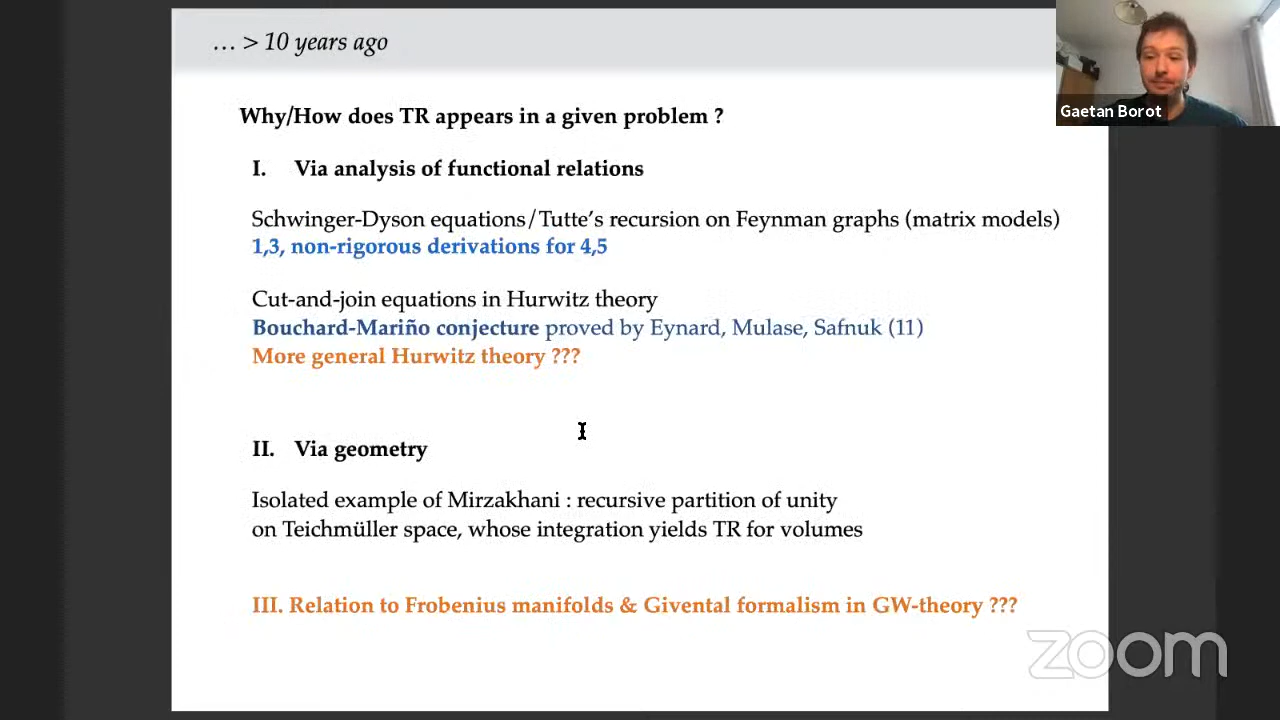 … > 10 years ago
Gaetan Borot
Why/How does TR appears in a given problem ?
I. Via analysis of functional relations
Schwinger-Dyson equations/Tutte's recursion on Feynman graphs (matrix models)
1,3, non-rigorous derivations for 4,5
Cut-and-join equations in Hurwitz theory
Bouchard-Mariño conjecture proved by Eynard, Mulase, Safnuk (11)
More general Hurwitz theory ???
II. Via geometry
Isolated example of Mirzakhani : recursive partition of unity
on Teichmüller space, whose integration yields TR for volumes
III. Relation to Frobenius manifolds & Givental formalism in GW-theory ???
zoom